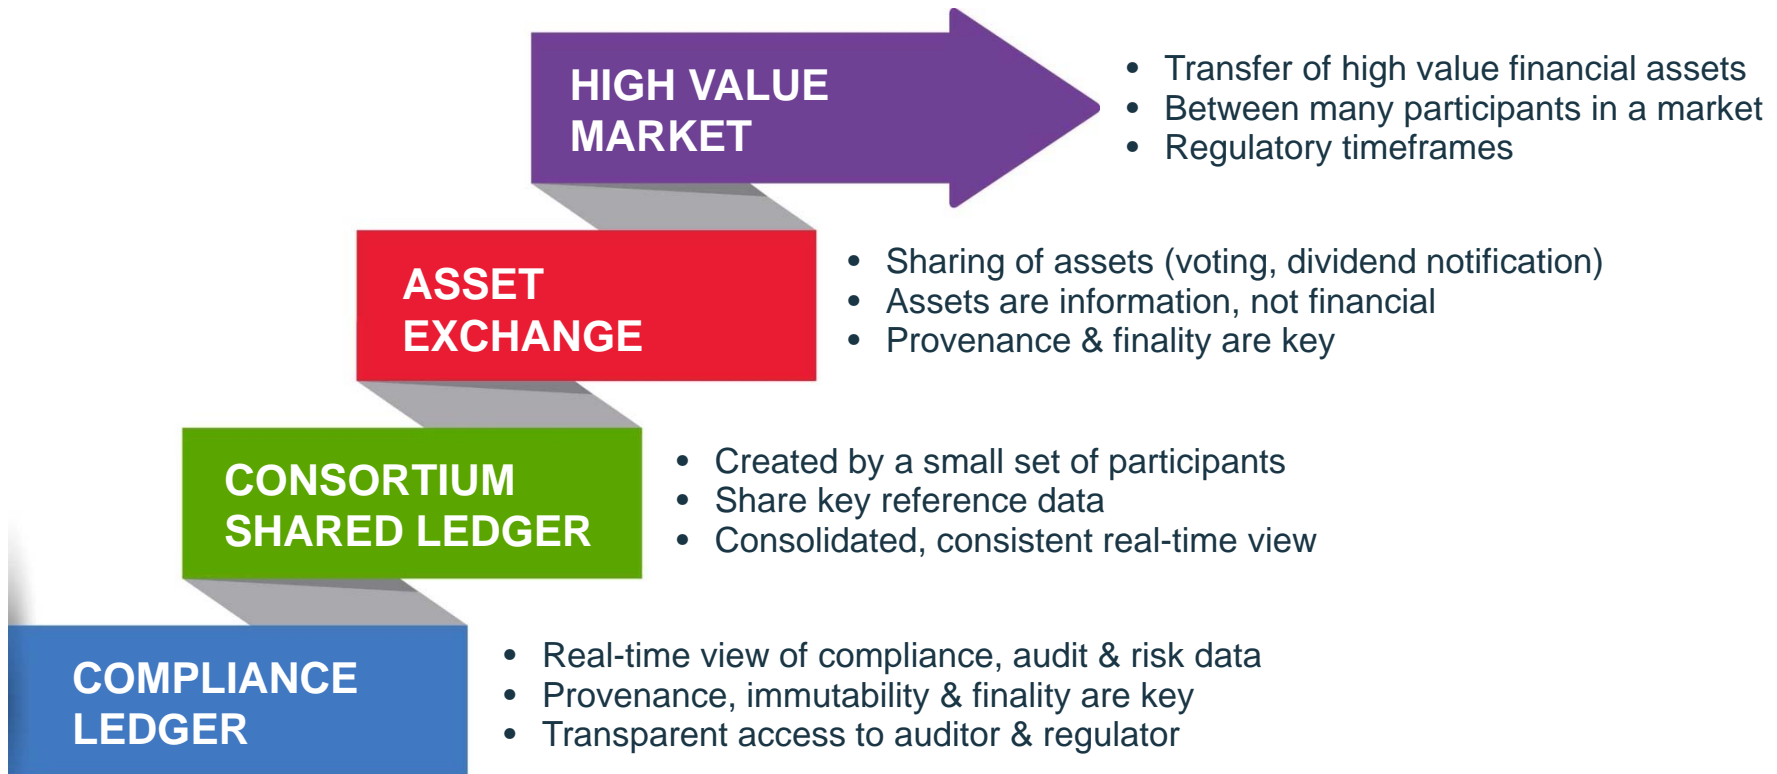 HIGH VALUE
MARKET
• Transfer of high value financial assets
• Between many participants in a market
• Regulatory timeframes
ASSET
EXCHANGE
• Sharing of assets (voting, dividend notification)
• Assets are information, not financial
• Provenance & finality are key
CONSORTIUM
SHARED LEDGER
• Created by a small set of participants
• Share key reference data
• Consolidated, consistent real-time view
COMPLIANCE
LEDGER
• Real-time view of compliance, audit & risk data
• Provenance, immutability & finality are key
• Transparent access to auditor & regulator